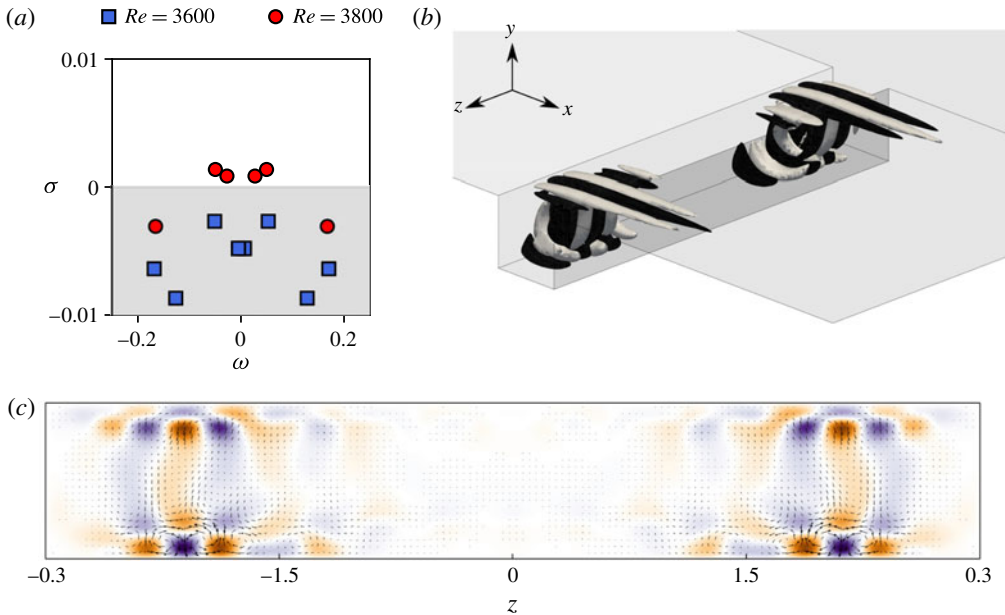 (a)
Re = 3600 Re = 3800
0.01
σ 0
−0.01
−0.2 0 0.2
ω
(b)
y
z x
(c)
−0.3 −1.5 0 1.5 0.3
z